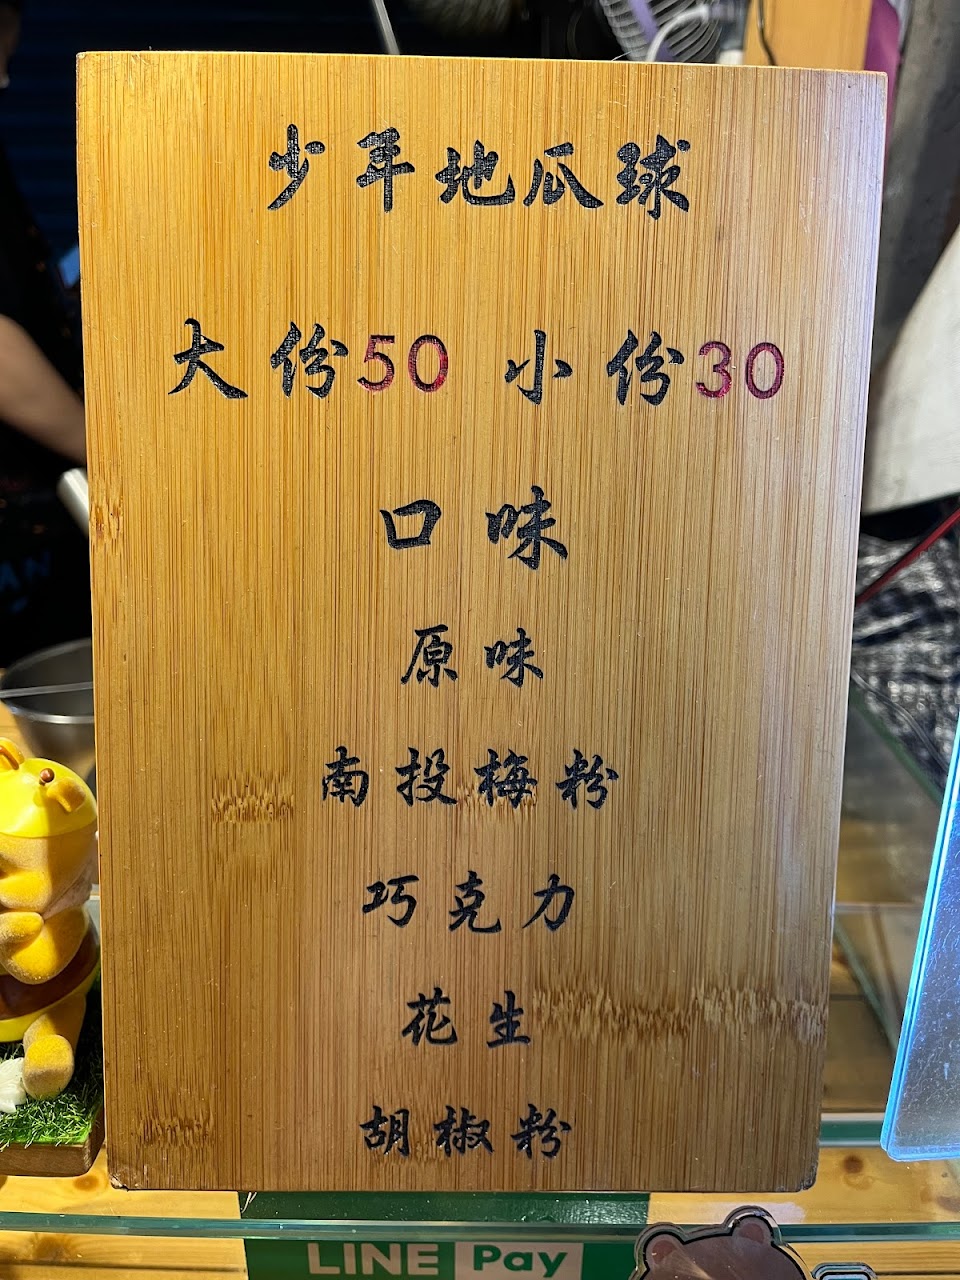 少年地瓜球
大份50 小份30
口味
原味
南投梅粉
巧克力
花生
胡椒粉
LINE Pay